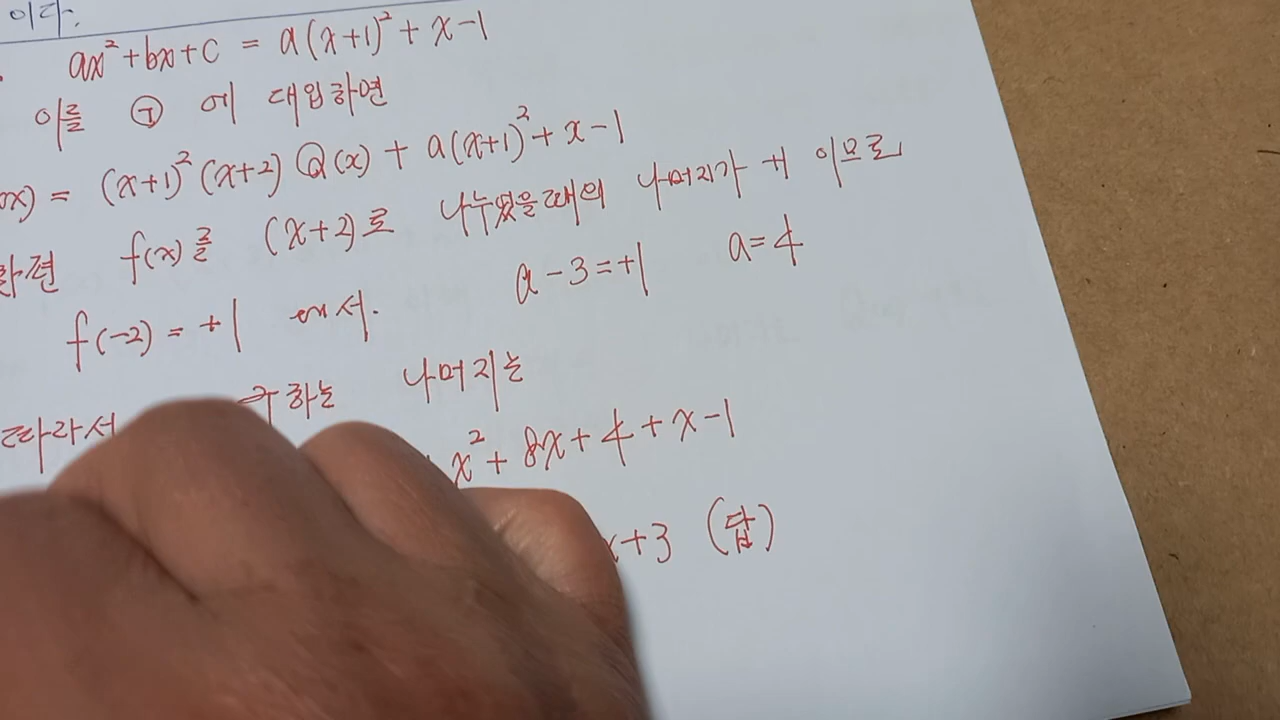 이다.
ax²+bx+c = a(x+1)²+x-1
이를 ㉠ 에 대입하면
(x) = (x+1)²(x+2)Q(x) + a(x+1)²+x-1
f(x)를 (x+2)로 나누었을때의 나머지가 +1 이므로
f(-2) = +1 에서. a-3=+1 a=4
따라서 구하는 나머지는
x²+8x+4+x-1
x+3 (답)